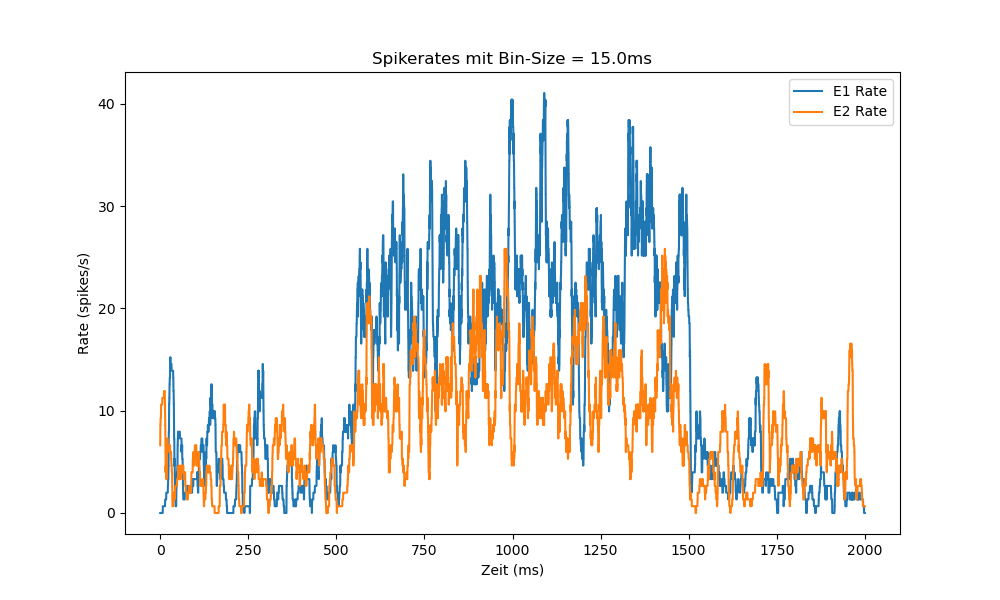 Spikerates mit Bin-Size = 15.0ms
E1 Rate
E2 Rate
40
30
20
10
0
Rate (spikes/s)
0 250 500 750 1000 1250 1500 1750 2000
Zeit (ms)